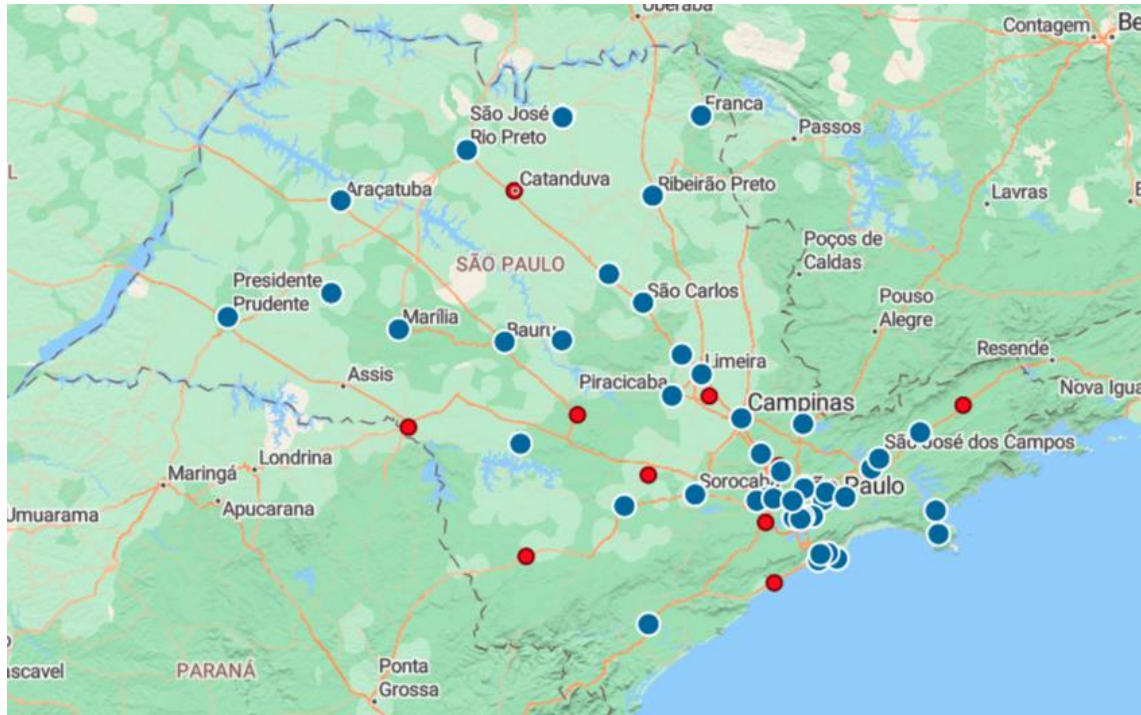 Uberaba
Contagem
Be
Franca
São José
Rio Preto
Passos
L
Catanduva
Araçatuba
Ribeirão Preto
Lavras
Poços de
Caldas
SÃO PAULO
Presidente
Prudente
São Carlos
Pouso
Alegre
Marília
Bauru
Resende
Limeira
Assis
Piracicaba
Nova Igua
Campinas
São José dos Campos
Londrina
Maringá
Sorocaba
Paulo
Apucarana
Umuarama
PARANÁ
Ponta
Grossa
ascavel